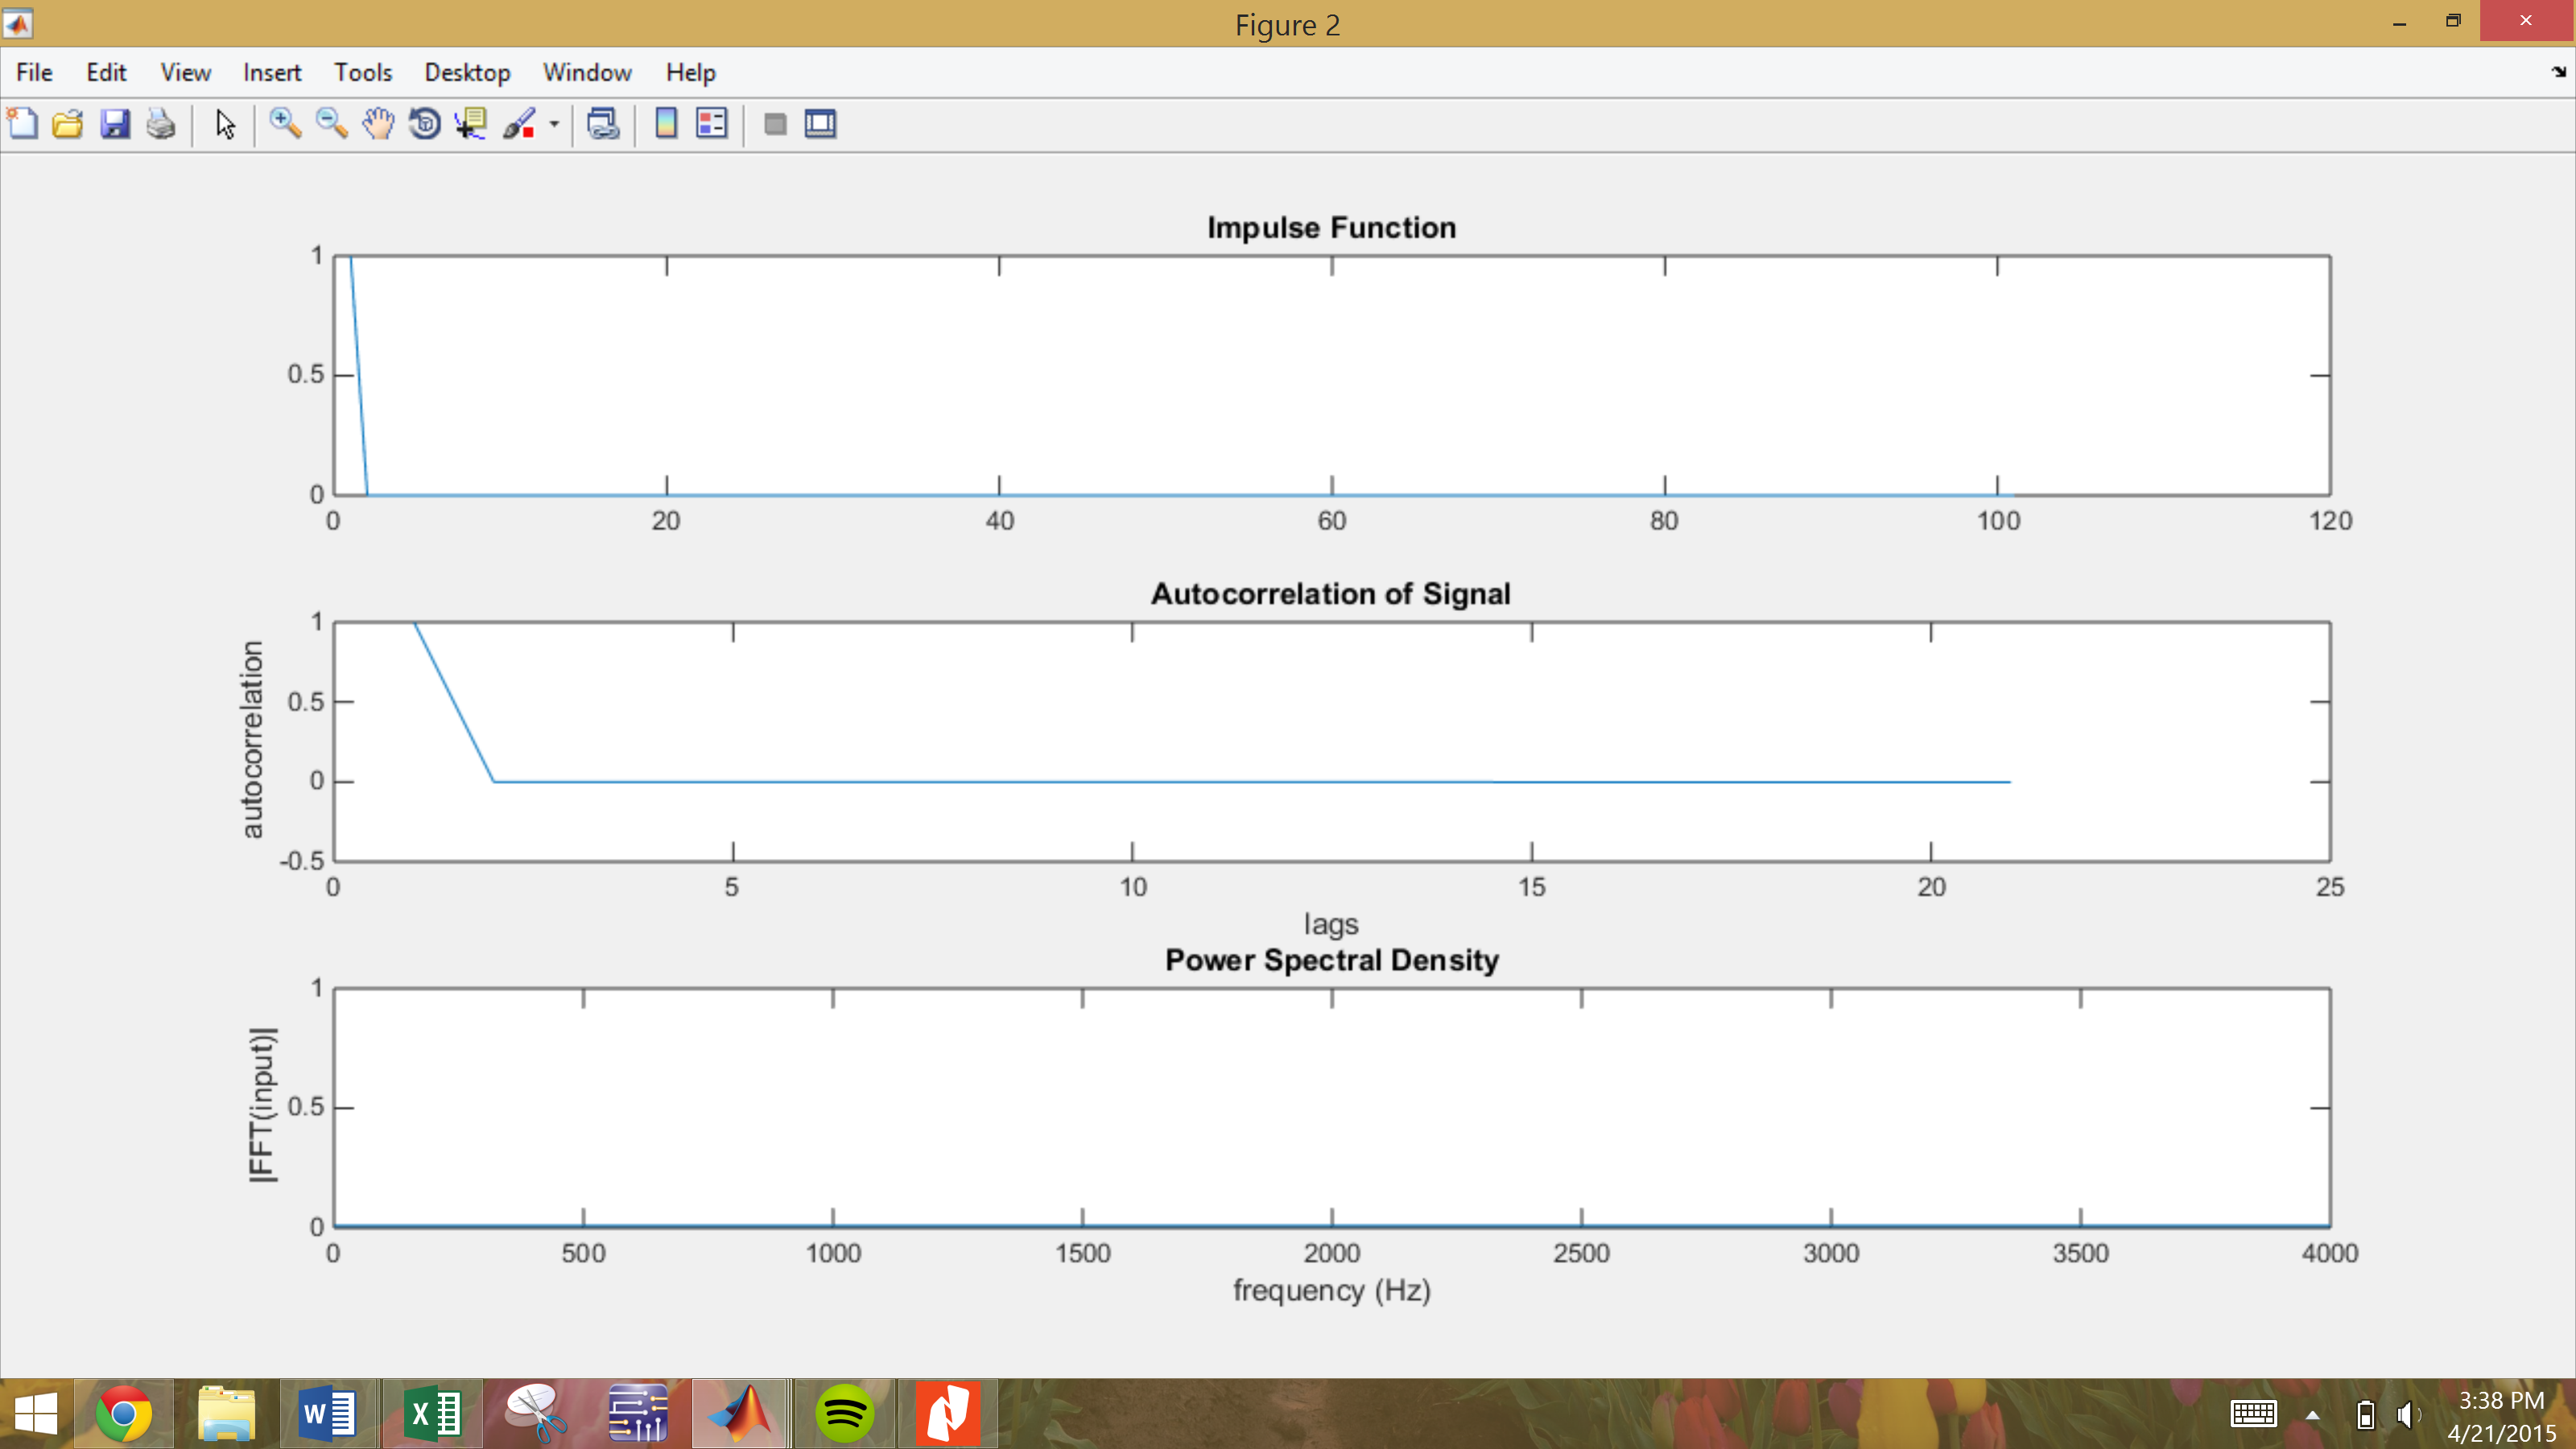 Figure 2
File Edit View Insert Tools Desktop Window Help
Impulse Function
1
0.5
0
0 20 40 60 80 100 120
Autocorrelation of Signal
autocorrelation
1
0.5
0
-0.5
0 5 10 15 20 25
lags
Power Spectral Density
|FFT(input)|
1
0.5
0
0 500 1000 1500 2000 2500 3000 3500 4000
frequency (Hz)
3:38 PM
4/21/2015